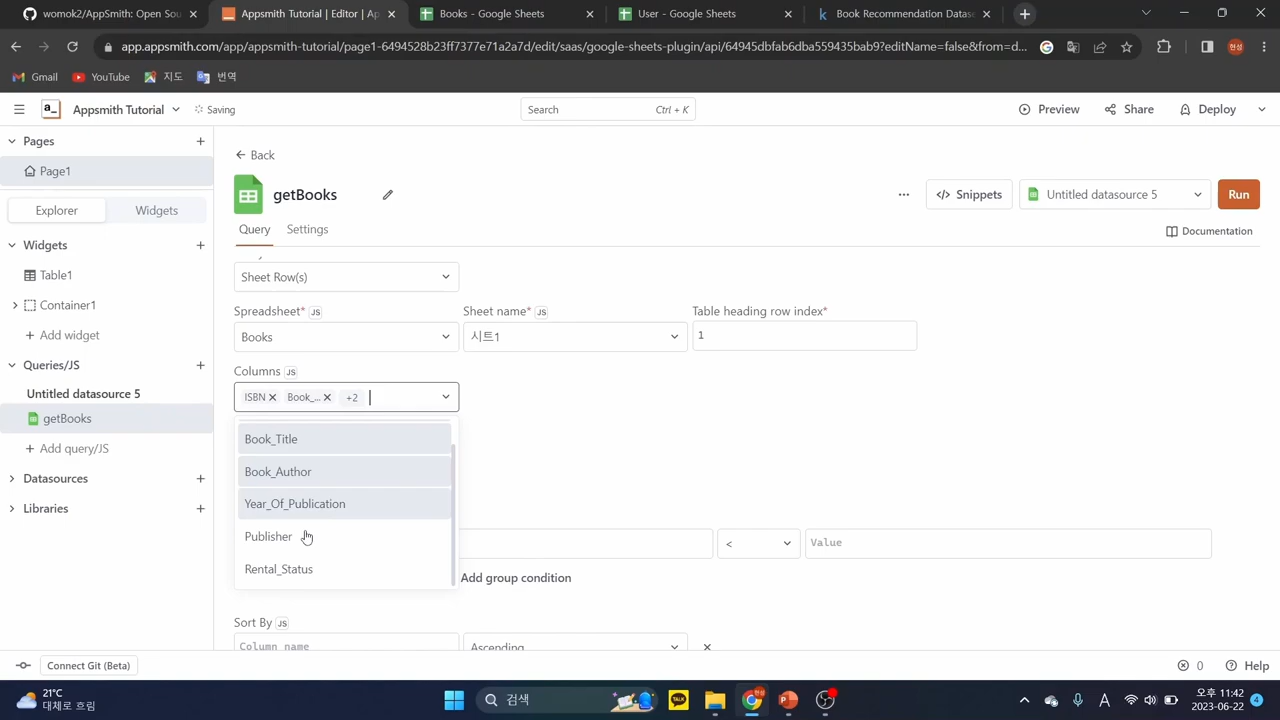 womok2/Appsmith: Open Sou
Appsmith Tutorial | Editor | Ap
Books - Google Sheets
User - Google Sheets
Book Recommendation Datas
app.appsmith.com/app/appsmith-tutorial/page1-6494528b23ff7377e71a2a7d/edit/saas/google-sheets-plugin/api/64945dbfab6dba559435bab9?editName=false&from=d...
Gmail
YouTube
지도
번역
Appsmith Tutorial
Saving
Search
Ctrl + K
Preview
Share
Deploy
Pages
Page1
Explorer
Widgets
Widgets
Table1
Container1
Add widget
Queries/JS
Untitled datasource 5
getBooks
Add query/JS
Datasources
Libraries
Back
getBooks
Snippets
Untitled datasource 5
Run
Query
Settings
Documentation
Sheet Row(s)
Spreadsheet* JS
Sheet name* JS
Table heading row index*
Books
시트1
1
Columns JS
ISBN
Book_...
+2
Book_Title
Book_Author
Year_Of_Publication
Publisher
Rental_Status
<
Value
Add group condition
Sort By JS
Column name
Ascending
Connect Git (Beta)
0
Help
21°C
대체로 흐림
검색
TALK
A
오후 11:42
2023-06-22
4